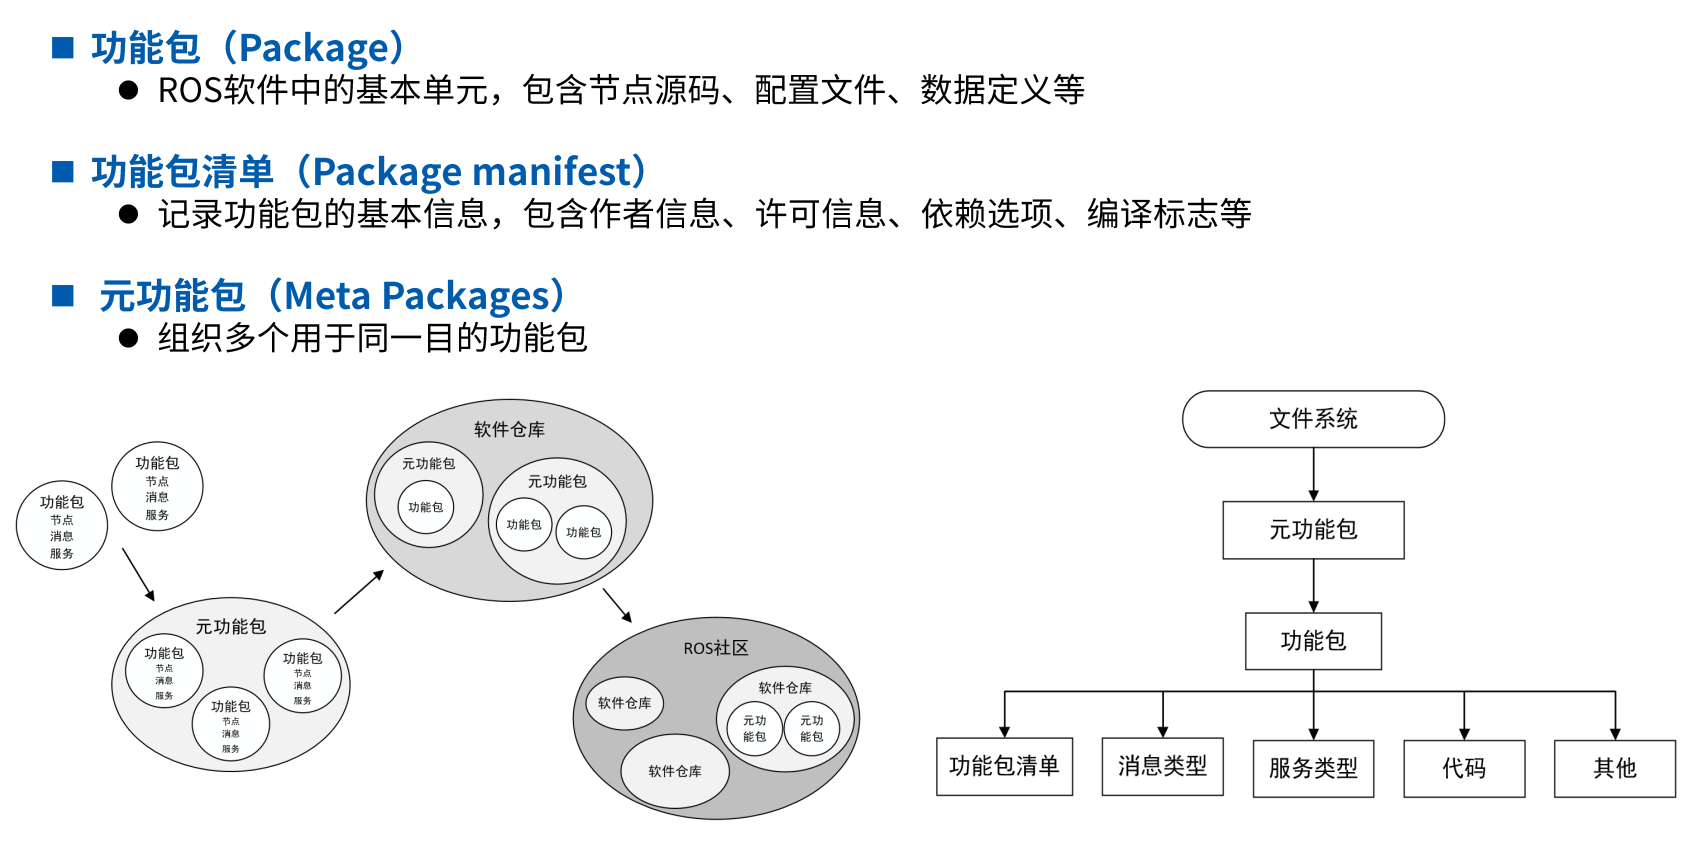 ■ 功能包（Package）
● ROS软件中的基本单元，包含节点源码、配置文件、数据定义等
■ 功能包清单（Package manifest）
● 记录功能包的基本信息，包含作者信息、许可信息、依赖选项、编译标志等
■ 元功能包（Meta Packages）
● 组织多个用于同一目的功能包
功能包
节点
消息
服务
功能包
节点
消息
服务
元功能包
功能包
节点
消息
服务
功能包
节点
消息
服务
功能包
节点
消息
服务
软件仓库
元功能包
功能包
元功能包
功能包
功能包
ROS社区
软件仓库
软件仓库
软件仓库
元功
能包
元功
能包
文件系统
元功能包
功能包
功能包清单
消息类型
服务类型
代码
其他